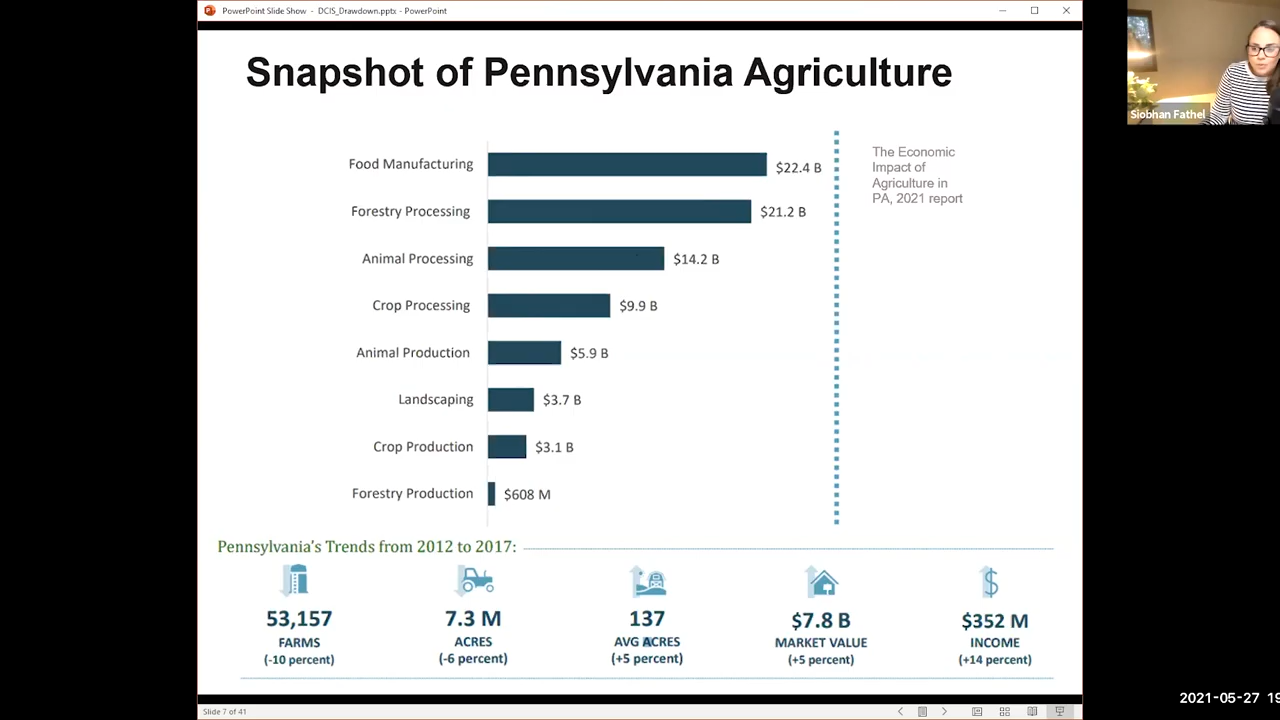 PowerPoint Slide Show - DCIS_Drawdown.pptx - PowerPoint
Snapshot of Pennsylvania Agriculture
Siobhan Fathel
Food Manufacturing $22.4 B
Forestry Processing $21.2 B
Animal Processing $14.2 B
Crop Processing $9.9 B
Animal Production $5.9 B
Landscaping $3.7 B
Crop Production $3.1 B
Forestry Production $608 M
The Economic
Impact of
Agriculture in
PA, 2021 report
Pennsylvania's Trends from 2012 to 2017:
53,157
FARMS
(-10 percent)
7.3 M
ACRES
(-6 percent)
137
AVG ACRES
(+5 percent)
$7.8 B
MARKET VALUE
(+5 percent)
$352 M
INCOME
(+14 percent)
Slide 7 of 41
2021-05-27 19